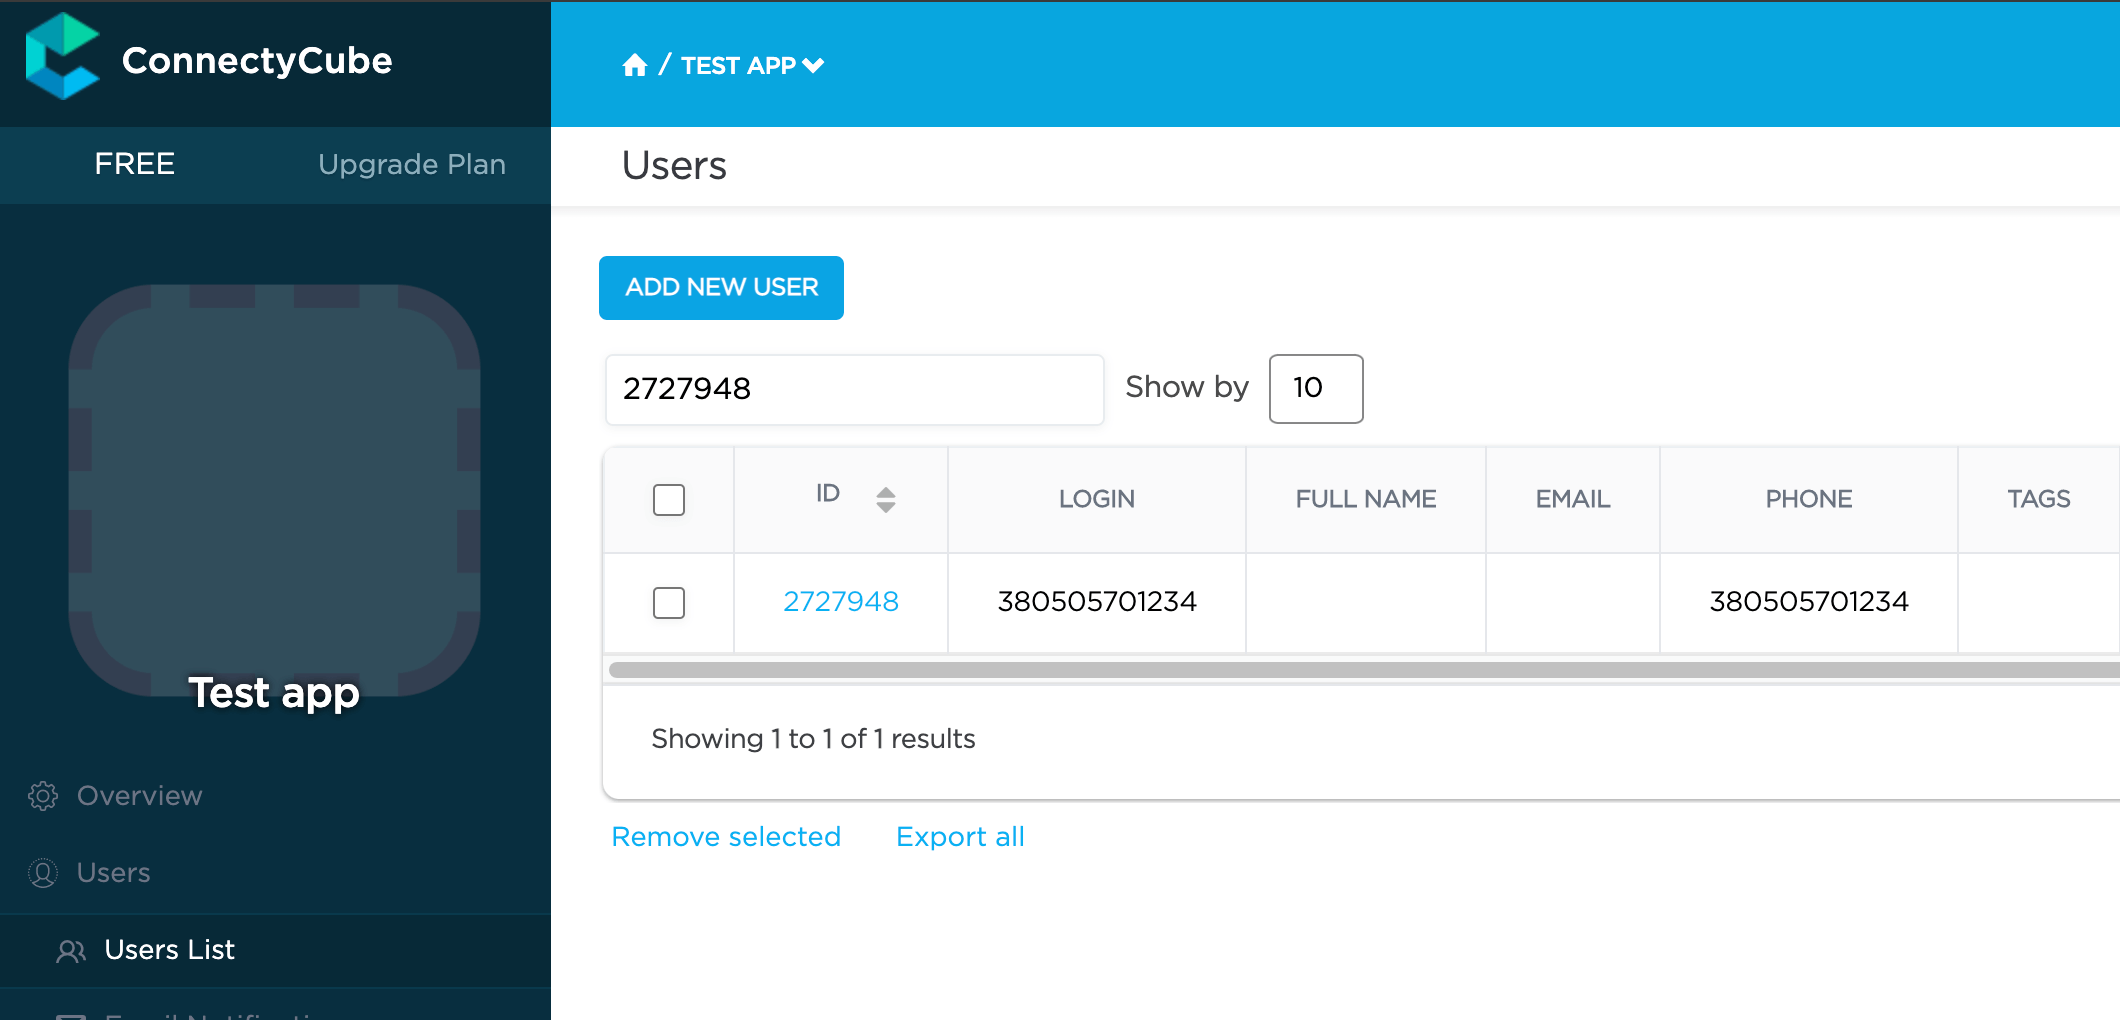 ConnectyCube
/ TEST APP
FREE Upgrade Plan
Users
ADD NEW USER
2727948 Show by 10
ID LOGIN FULL NAME EMAIL PHONE TAGS
2727948 380505701234 380505701234
Showing 1 to 1 of 1 results
Remove selected Export all
Test app
Overview
Users
Users List